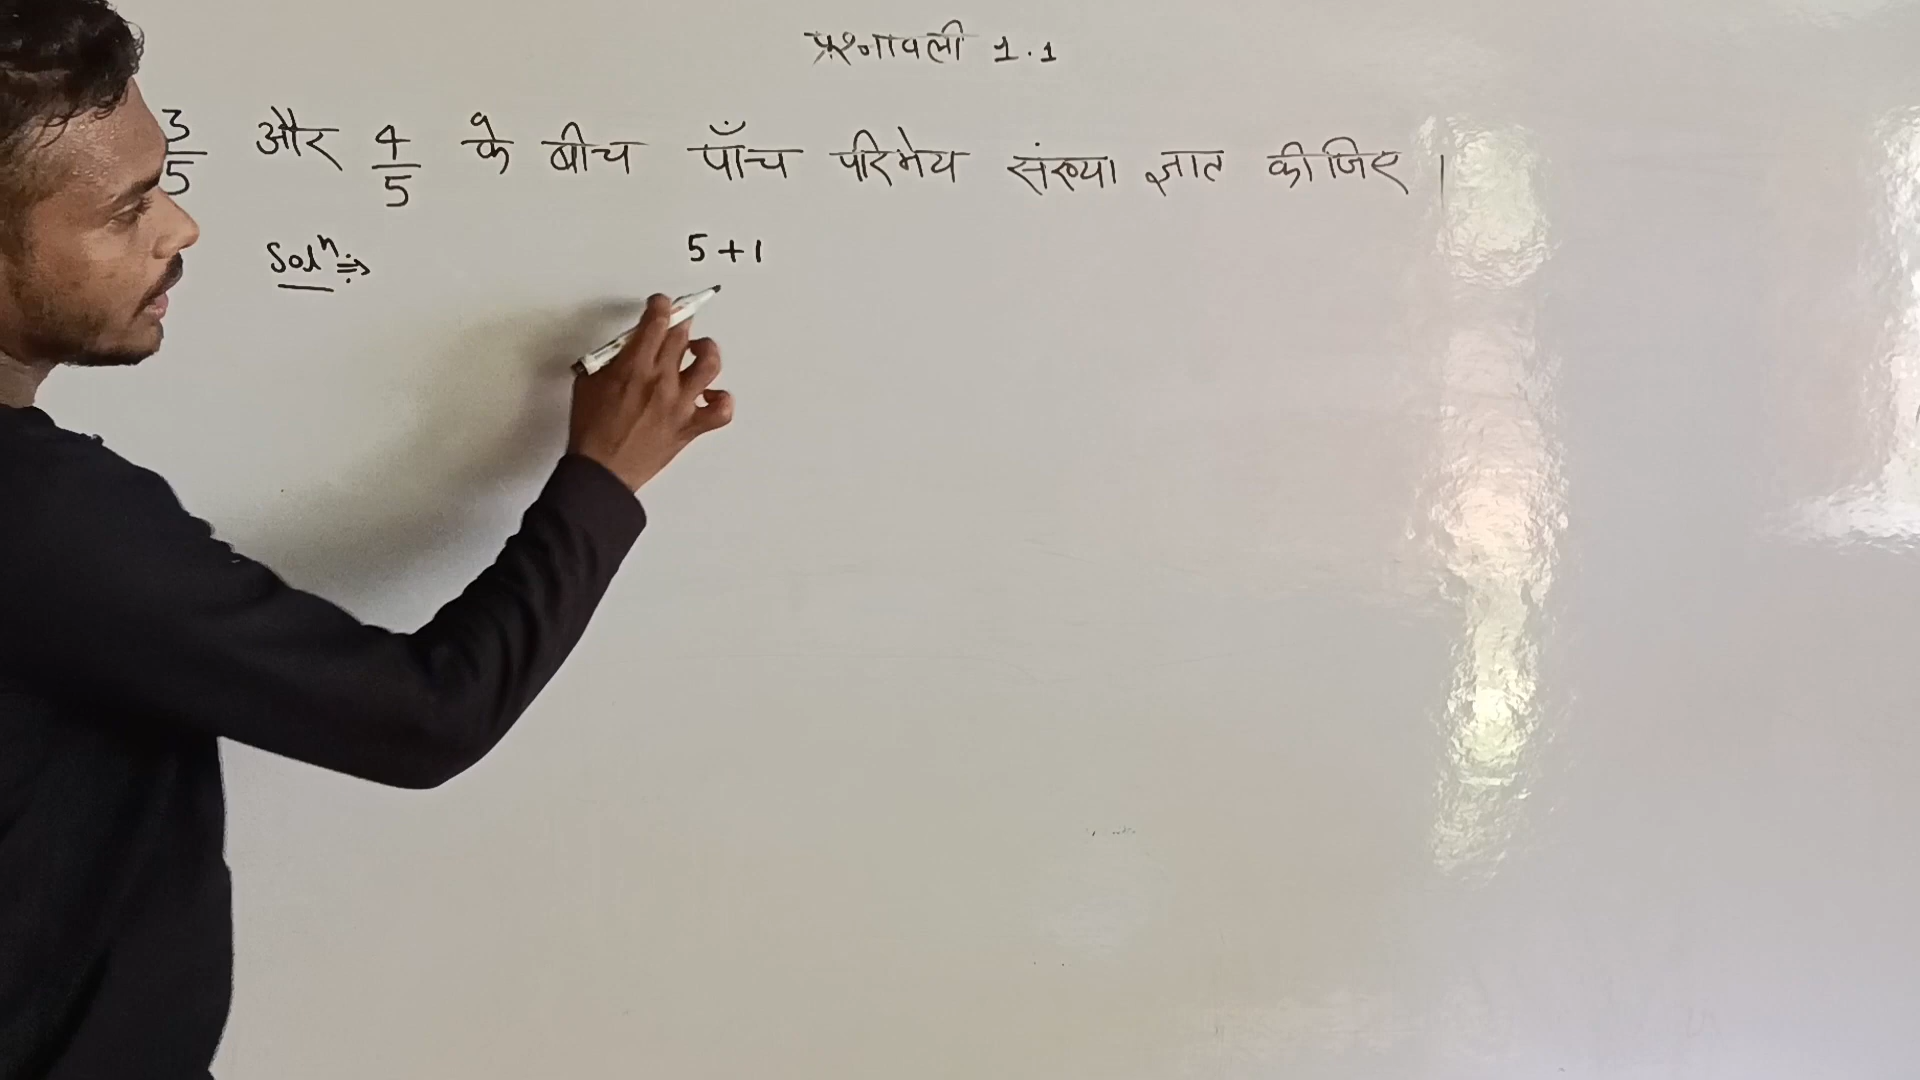 प्रश्नावली 1.1
3/5 और 4/5 के बीच पाँच परिमेय संख्या ज्ञात कीजिए।
Solⁿ ⇒ 5+1